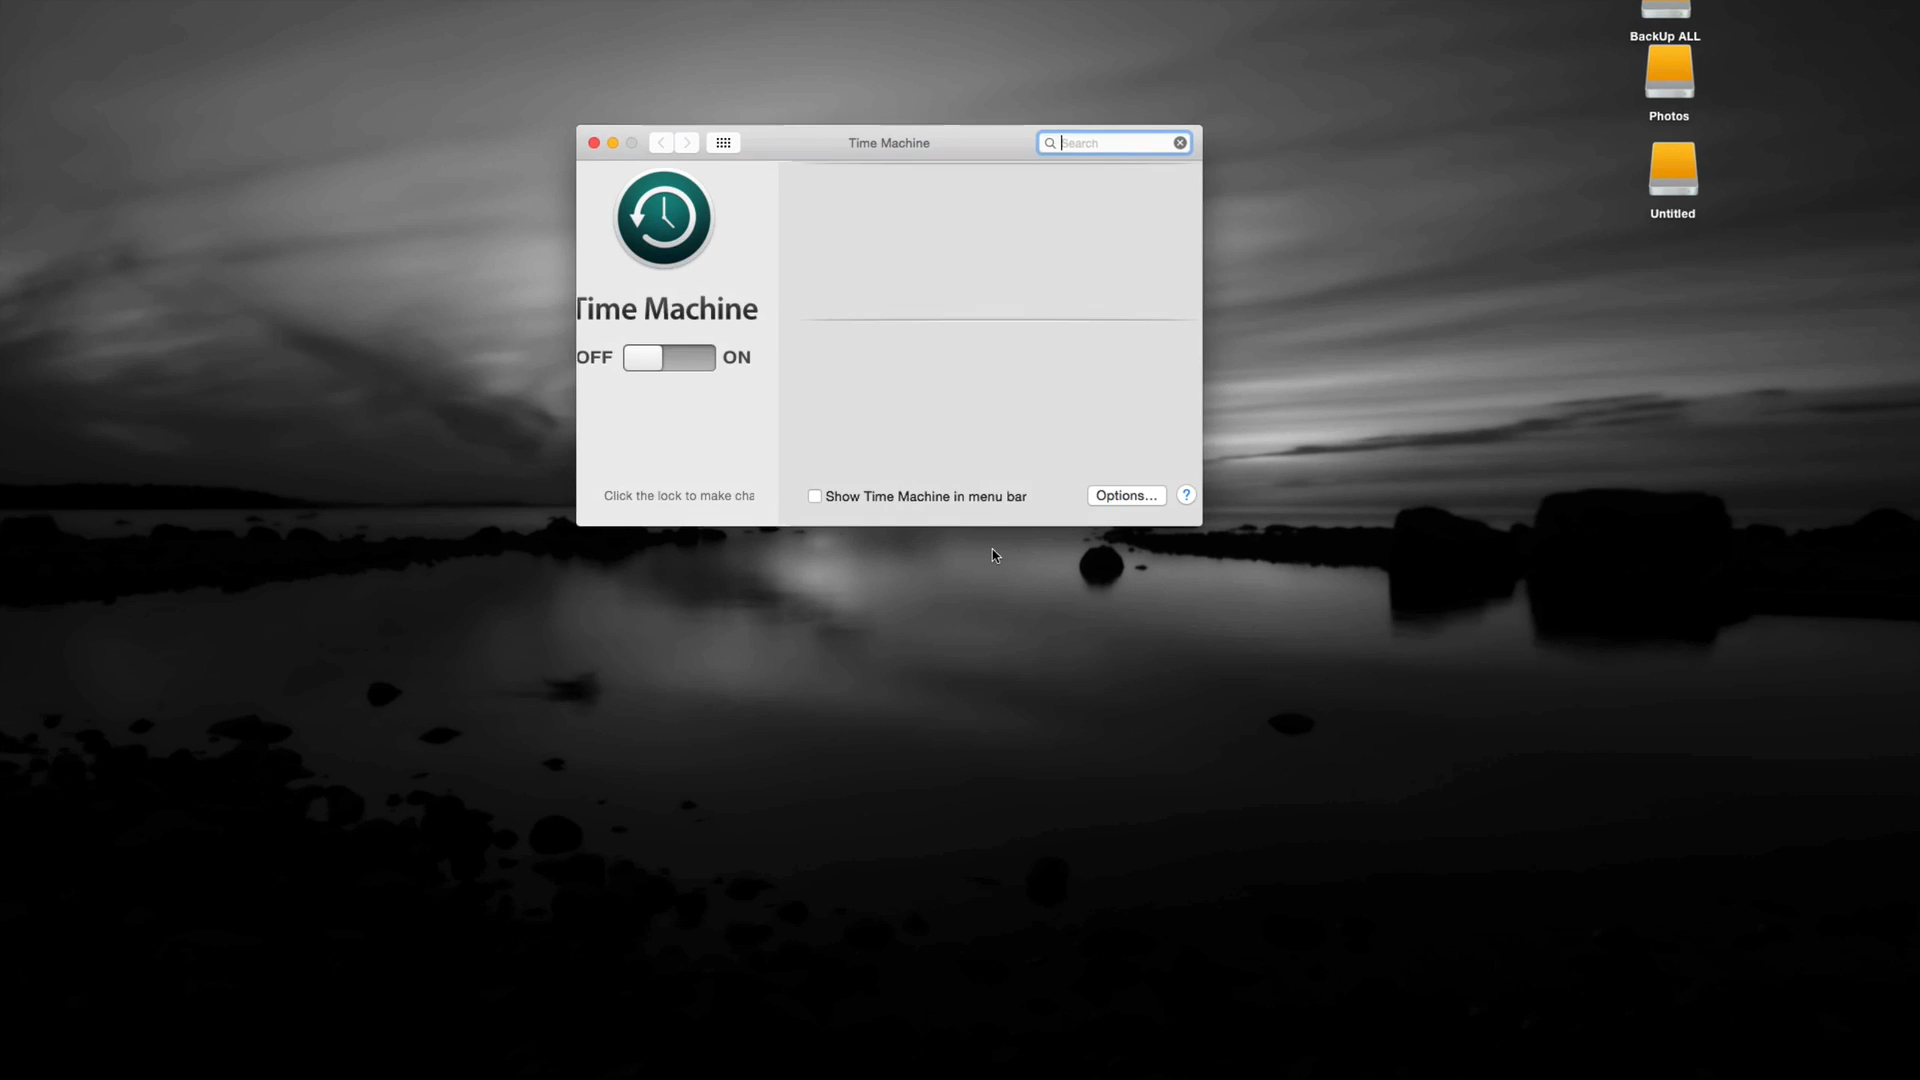 BackUp ALL
Photos
Untitled
Time Machine
Search
Time Machine
OFF ON
Click the lock to make cha
Show Time Machine in menu bar
Options...
?